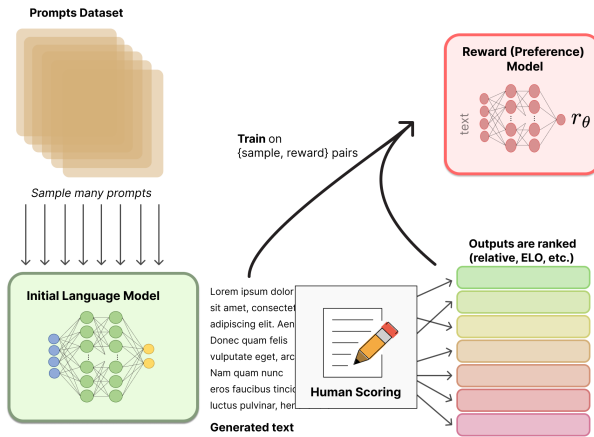 Prompts Dataset
Sample many prompts
Initial Language Model
Train on
{sample, reward} pairs
Reward (Preference)
Model
text
rθ
Lorem ipsum dolor
sit amet, consectet
adipiscing elit. Aen
Donec quam felis
vulputate eget, arc
Nam quam nunc
eros faucibus tincid
luctus pulvinar, her
Generated text
Human Scoring
Outputs are ranked
(relative, ELO, etc.)